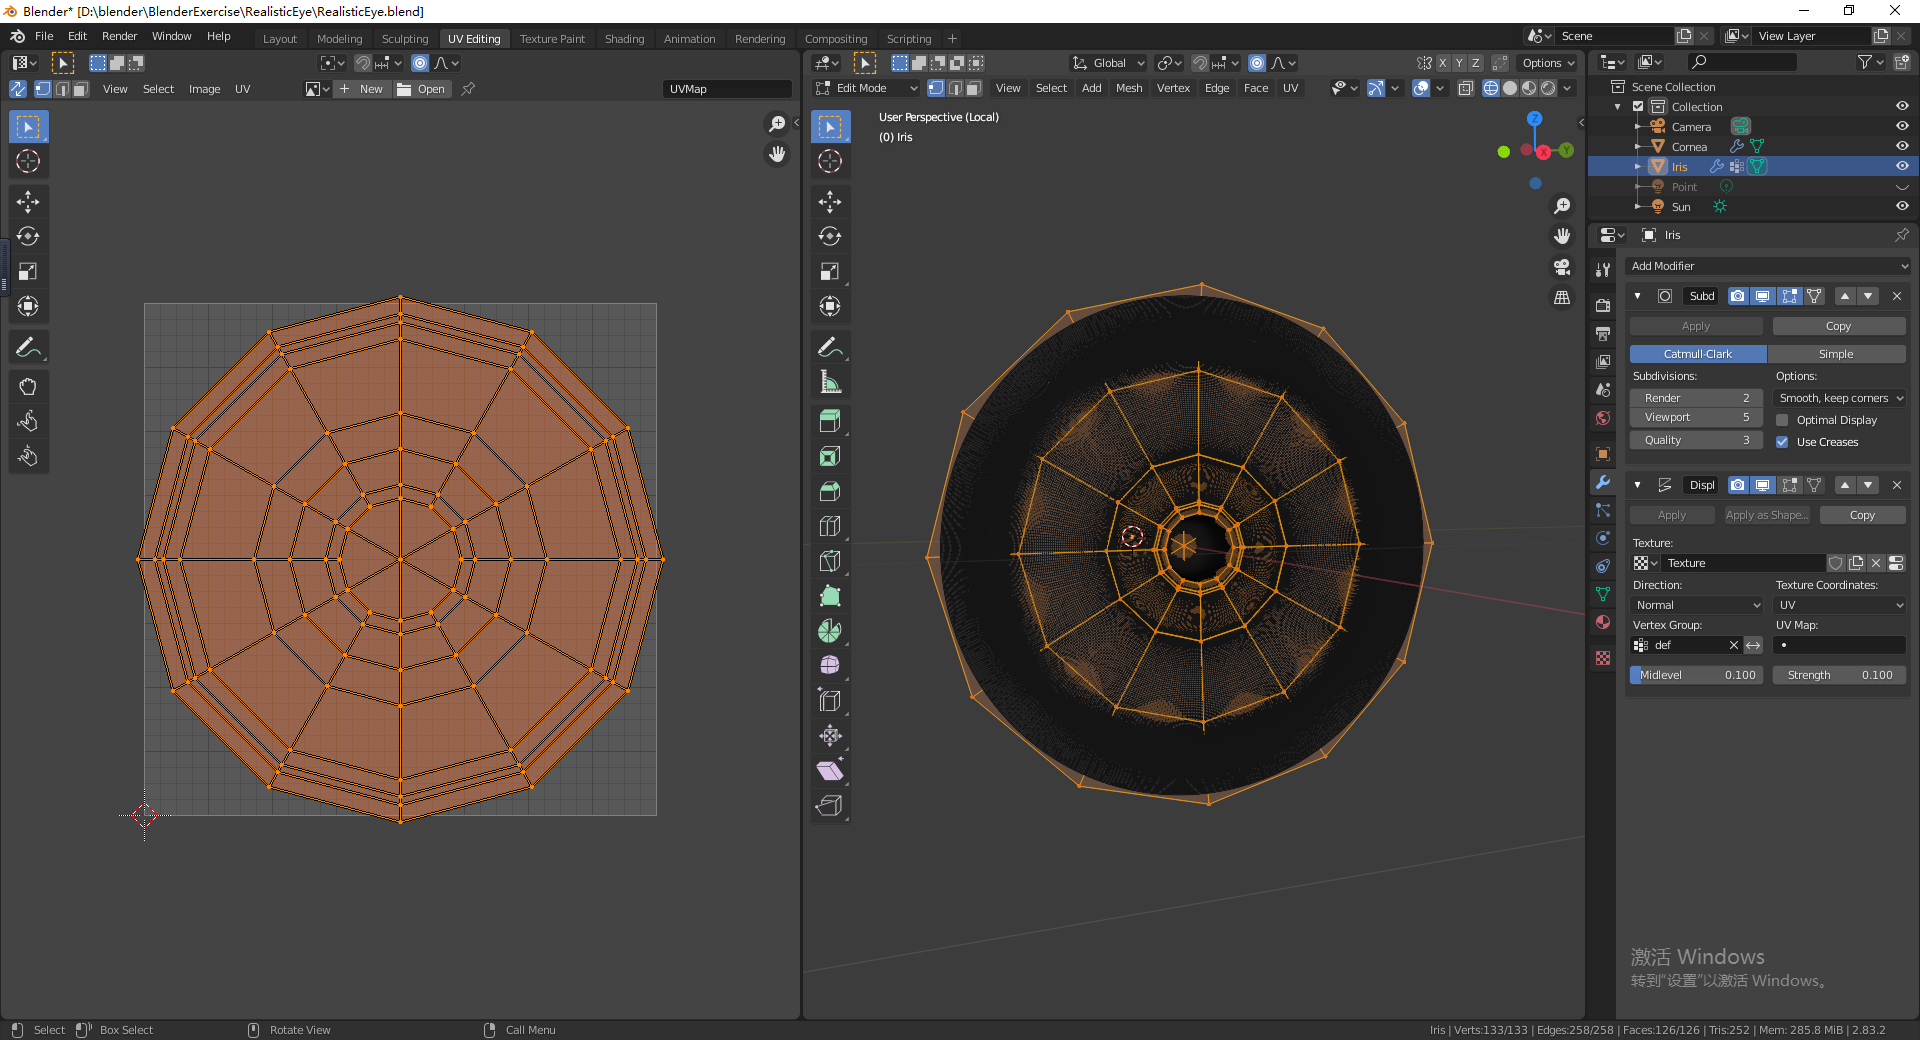 Blender* [D:\blender\BlenderExercise\RealisticEye\RealisticEye.blend]
File Edit Render Window Help Layout Modeling Sculpting UV Editing Texture Paint Shading Animation Rendering Compositing Scripting + Scene View Layer
Global X Y Z Options
View Select Image UV + New Open UVMap
Edit Mode View Select Add Mesh Vertex Edge Face UV
User Perspective (Local)
(0) Iris
Z
X
Y
Scene Collection
Collection
Camera
Cornea
Iris
Point
Sun
Iris
Add Modifier
Subd
Apply Copy
Catmull-Clark Simple
Subdivisions: Options:
Render 2 Smooth, keep corners
Viewport 5 Optimal Display
Quality 3 Use Creases
Displ
Apply Apply as Shape... Copy
Texture:
Texture
Direction: Texture Coordinates:
Normal UV
Vertex Group: UV Map:
def
Midlevel 0.100 Strength 0.100
激活 Windows
转到“设置”以激活 Windows。
Select Box Select Rotate View Call Menu Iris | Verts:133/133 | Edges:258/258 | Faces:126/126 | Tris:252 | Mem: 285.8 MiB | 2.83.2